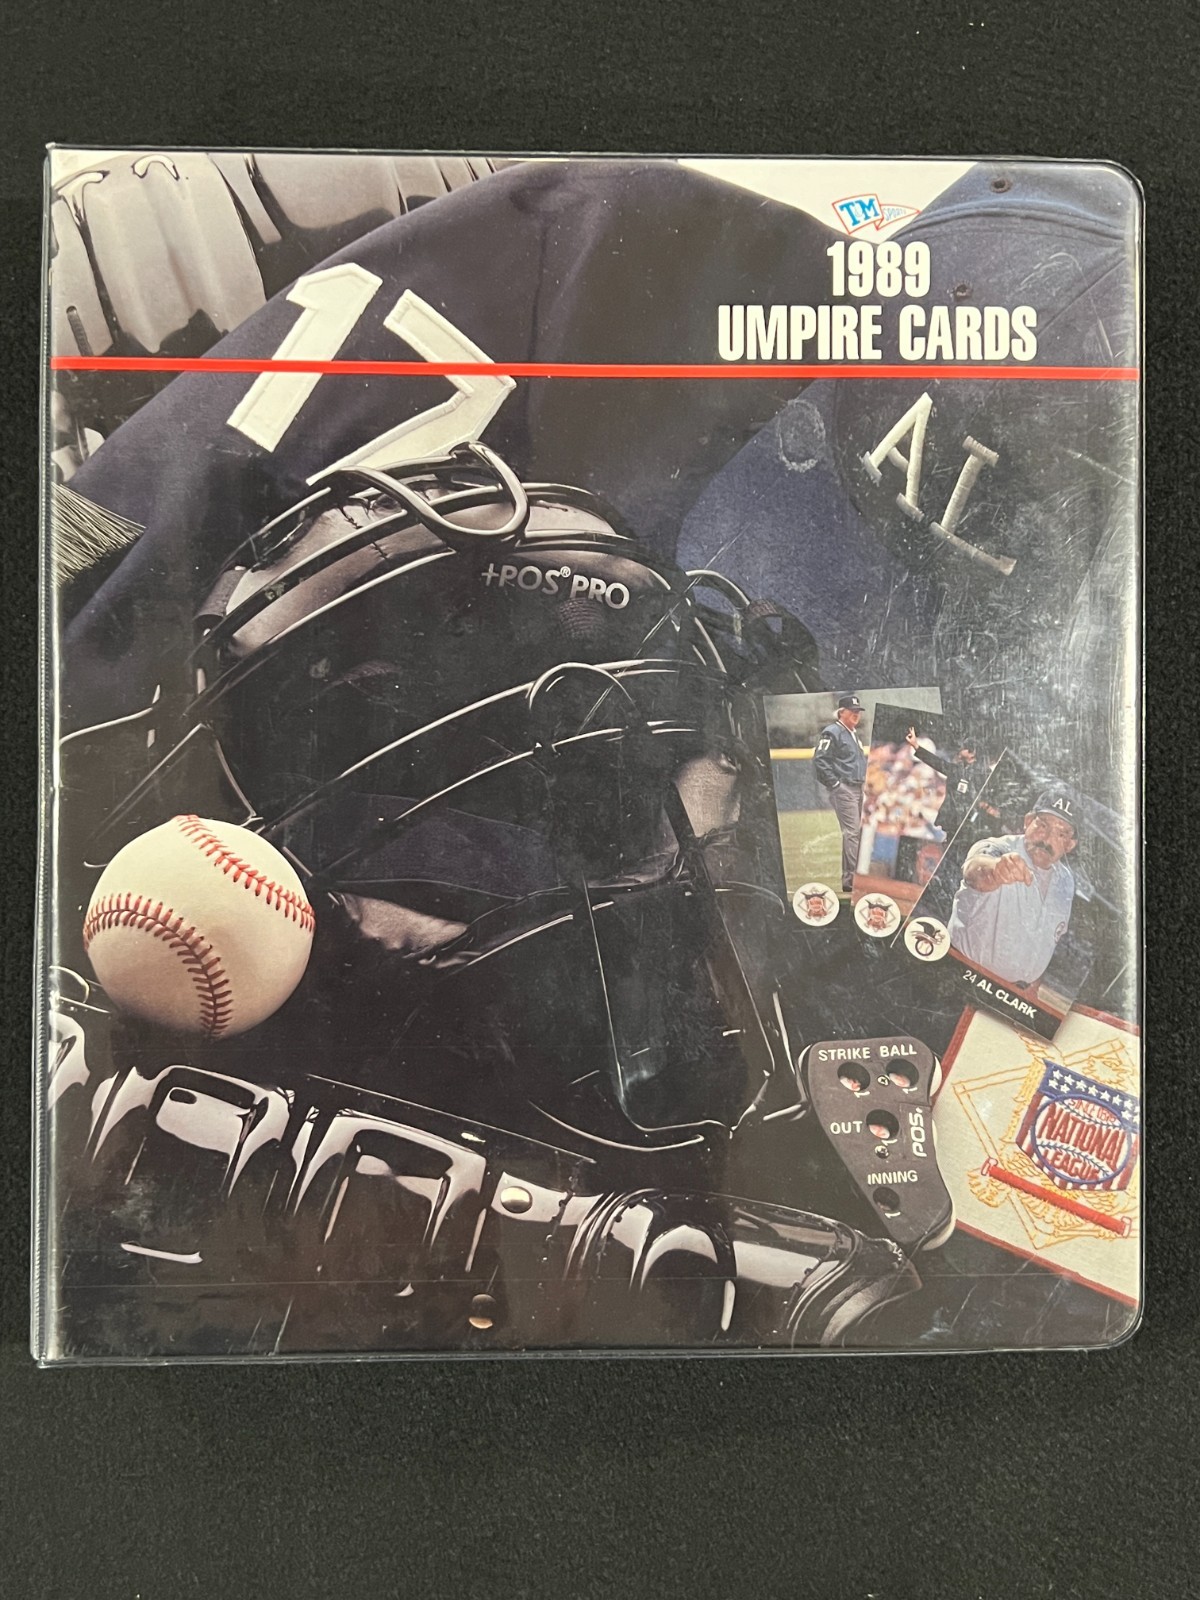 T&M SPORTS
1989
UMPIRE CARDS
17
AL
+POS® PRO
17
AL
24 AL CLARK
STRIKE BALL
OUT
POS.
INNING
NATIONAL
LEAGUE